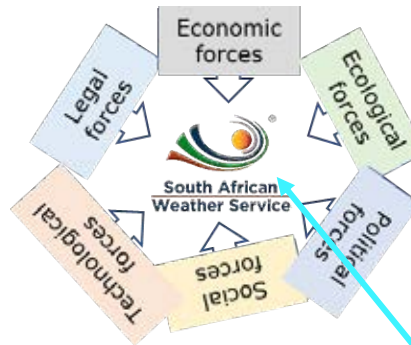 Economic
forces
Ecological
forces
Political
forces
Social
forces
Technological
forces
Legal
forces
®
South African
Weather Service